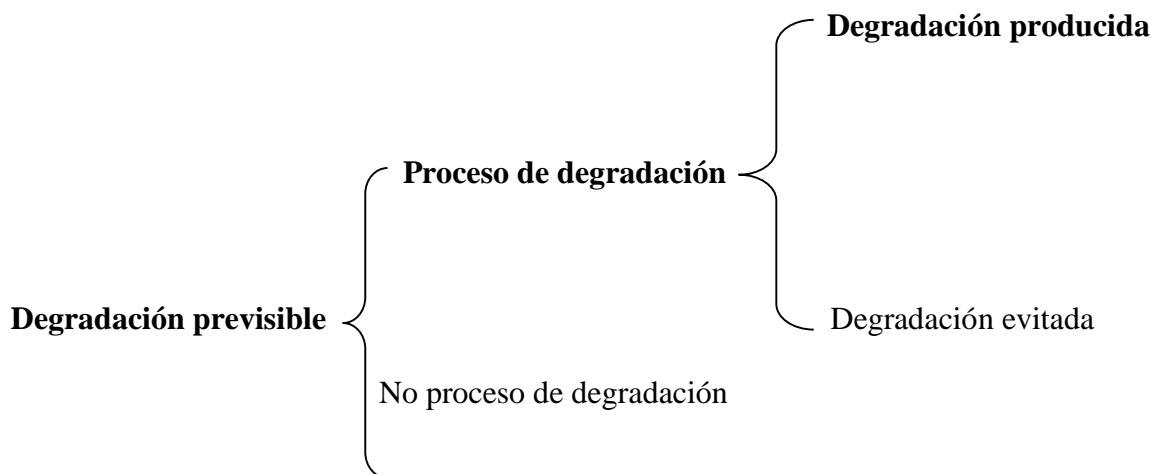 Degradación producida
Proceso de degradación
Degradación previsible
Degradación evitada
No proceso de degradación